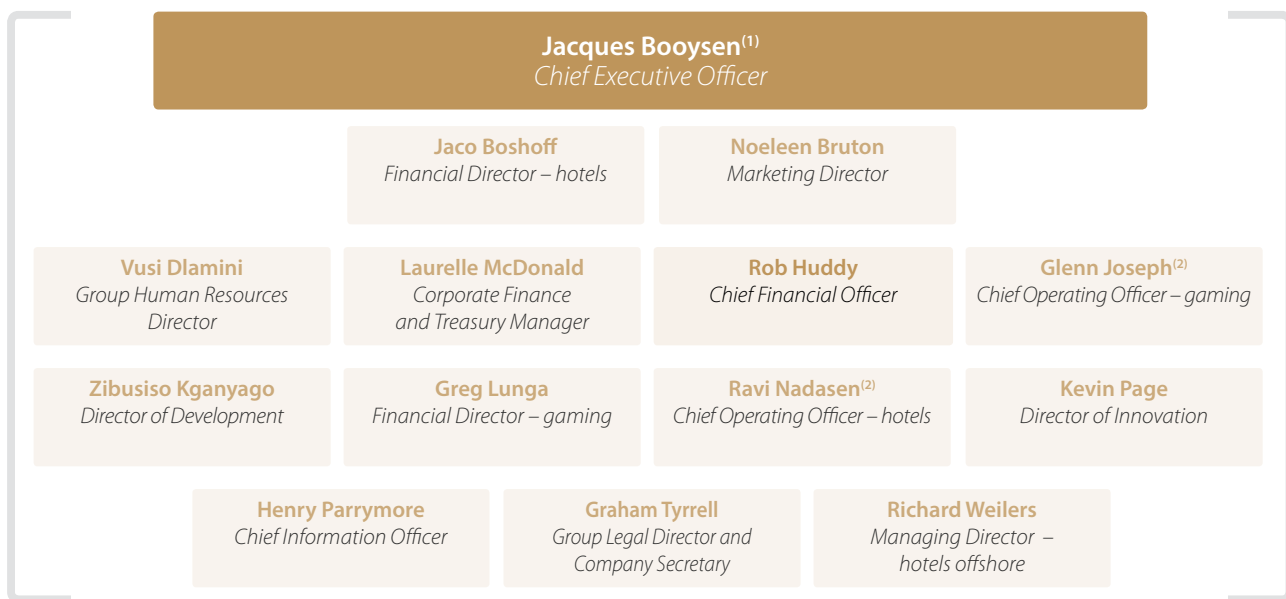 Jacques Booysen(1)
Chief Executive Officer
Jaco Boshoff
Financial Director – hotels
Noeleen Bruton
Marketing Director
Vusi Dlamini
Group Human Resources
Director
Laurelle McDonald
Corporate Finance
and Treasury Manager
Rob Huddy
Chief Financial Officer
Glenn Joseph(2)
Chief Operating Officer – gaming
Zibusiso Kganyago
Director of Development
Greg Lunga
Financial Director – gaming
Ravi Nadasen(2)
Chief Operating Officer – hotels
Kevin Page
Director of Innovation
Henry Parrymore
Chief Information Officer
Graham Tyrrell
Group Legal Director and
Company Secretary
Richard Weilers
Managing Director –
hotels offshore